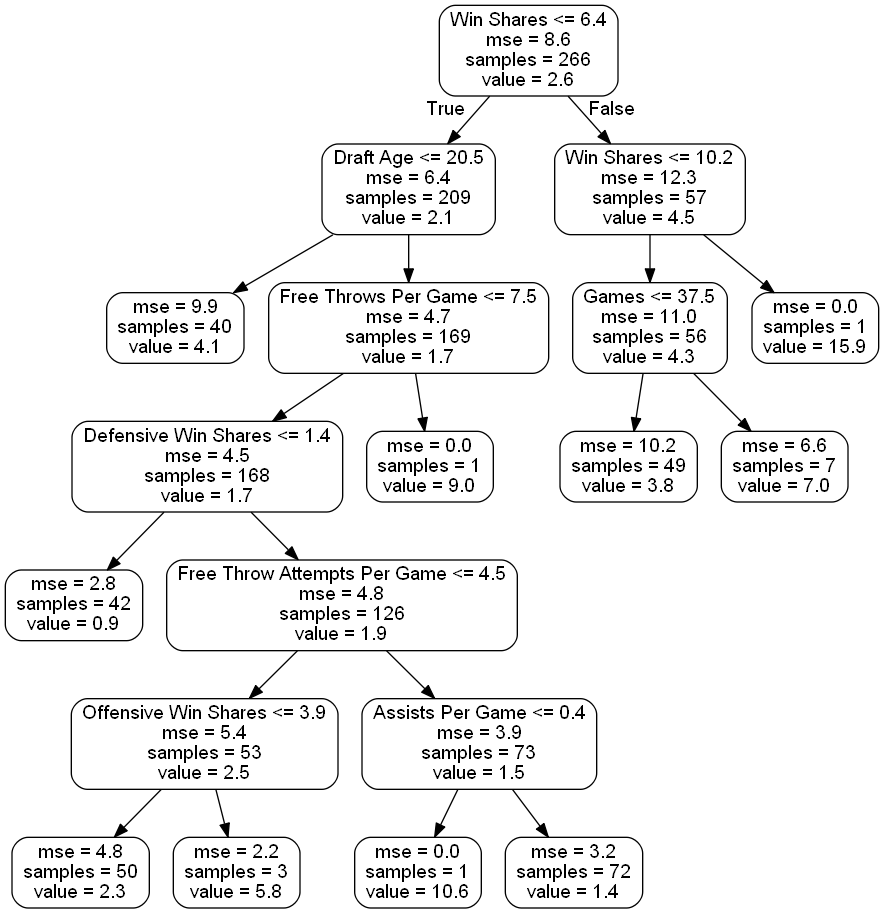 Win Shares <= 6.4
mse = 8.6
samples = 266
value = 2.6
True
False
Draft Age <= 20.5
mse = 6.4
samples = 209
value = 2.1
Win Shares <= 10.2
mse = 12.3
samples = 57
value = 4.5
mse = 9.9
samples = 40
value = 4.1
Free Throws Per Game <= 7.5
mse = 4.7
samples = 169
value = 1.7
Games <= 37.5
mse = 11.0
samples = 56
value = 4.3
mse = 0.0
samples = 1
value = 15.9
Defensive Win Shares <= 1.4
mse = 4.5
samples = 168
value = 1.7
mse = 0.0
samples = 1
value = 9.0
mse = 10.2
samples = 49
value = 3.8
mse = 6.6
samples = 7
value = 7.0
mse = 2.8
samples = 42
value = 0.9
Free Throw Attempts Per Game <= 4.5
mse = 4.8
samples = 126
value = 1.9
Offensive Win Shares <= 3.9
mse = 5.4
samples = 53
value = 2.5
Assists Per Game <= 0.4
mse = 3.9
samples = 73
value = 1.5
mse = 4.8
samples = 50
value = 2.3
mse = 2.2
samples = 3
value = 5.8
mse = 0.0
samples = 1
value = 10.6
mse = 3.2
samples = 72
value = 1.4